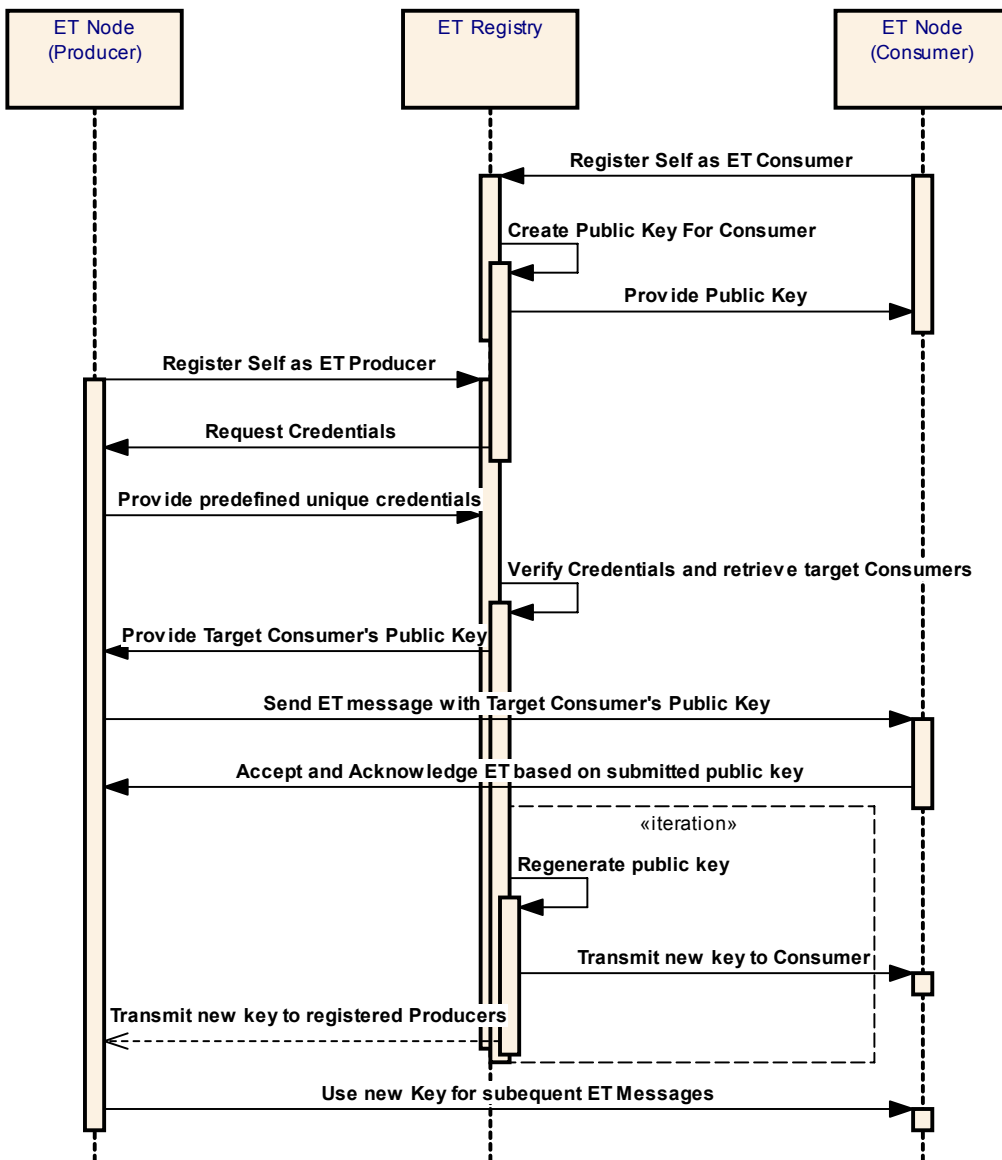 ET Node
(Producer)
ET Registry
ET Node
(Consumer)
Register Self as ET Consumer
Create Public Key For Consumer
Provide Public Key
Register Self as ET Producer
Request Credentials
Provide predefined unique credentials
Verify Credentials and retrieve target Consumers
Provide Target Consumer's Public Key
Send ET message with Target Consumer's Public Key
Accept and Acknowledge ET based on submitted public key
«iteration»
Regenerate public key
Transmit new key to Consumer
Transmit new key to registered Producers
Use new Key for subequent ET Messages